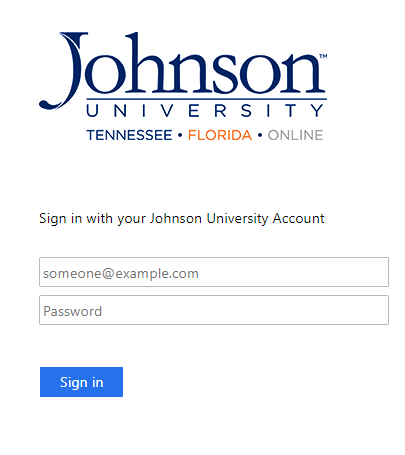 Johnson™
UNIVERSITY
TENNESSEE • FLORIDA • ONLINE
Sign in with your Johnson University Account
someone@example.com
Password
Sign in